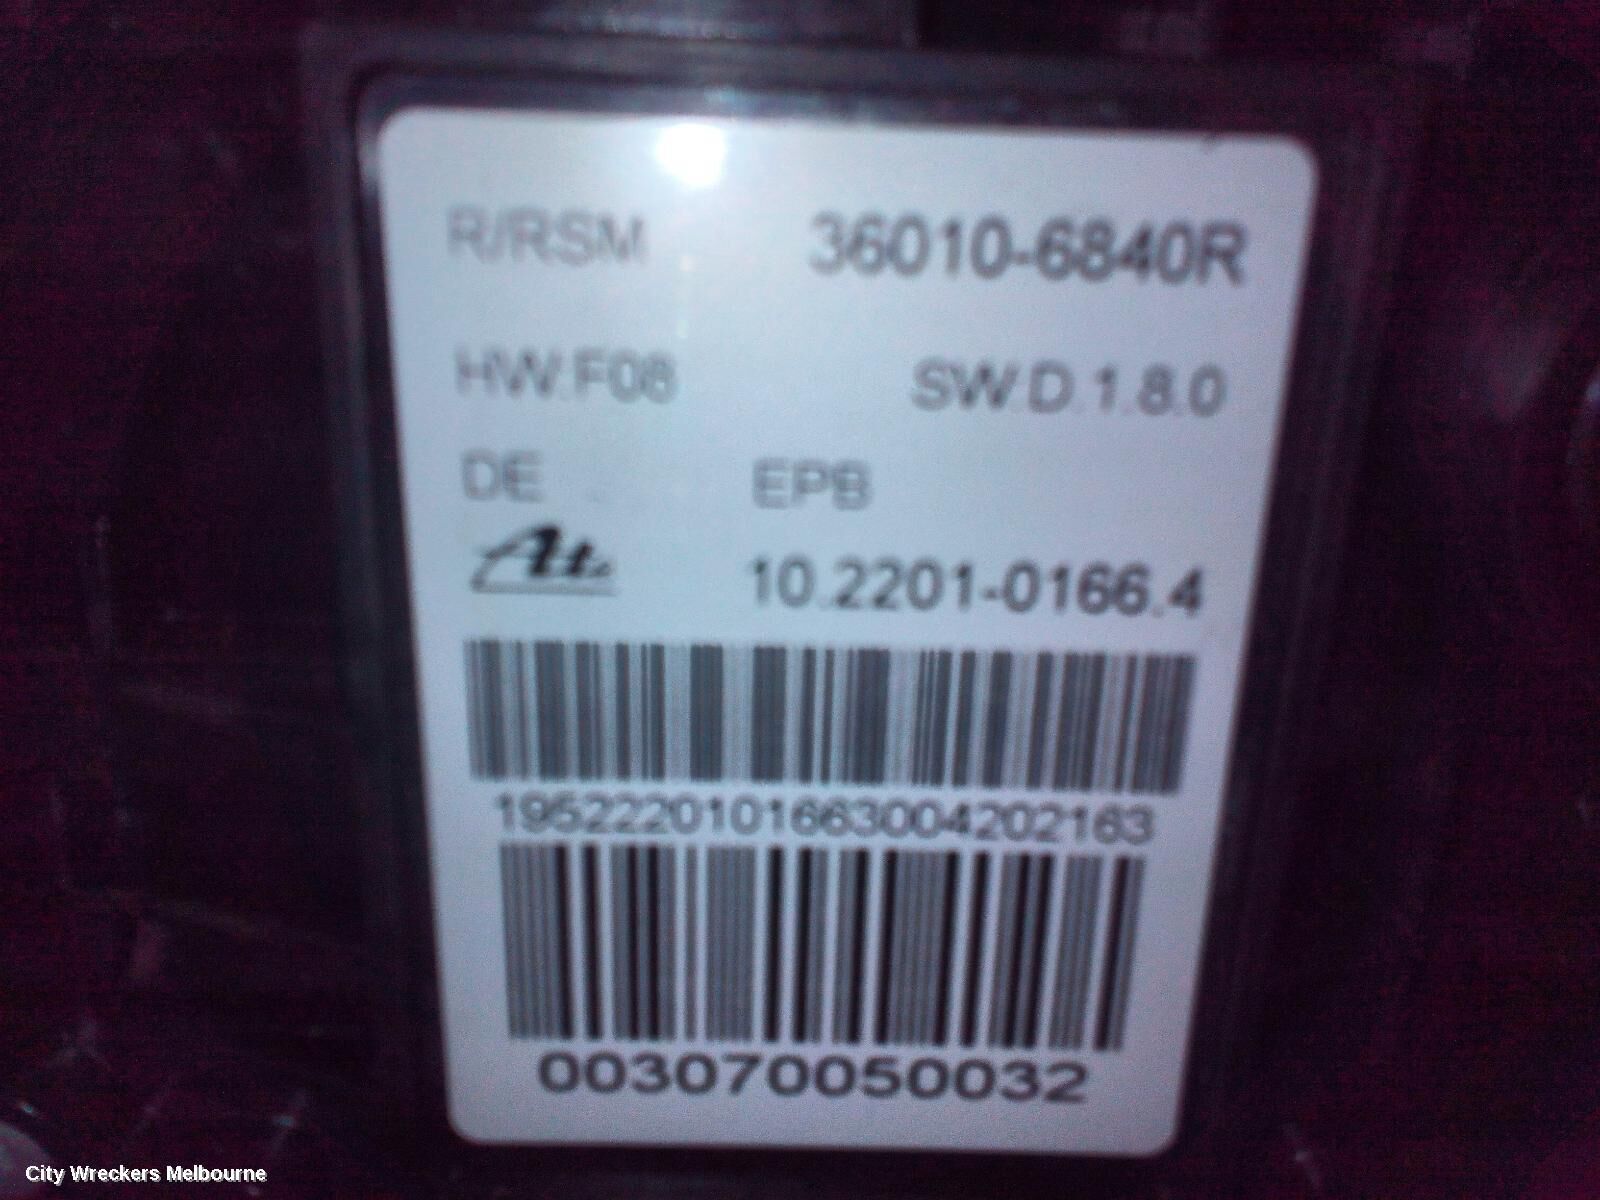 R/RSM 36010-6840R
HW:F08 SW:D.1.8.0
DE EPB
Ate 10.2201-0166.4
1952220101663004202163
003070050032
City Wreckers Melbourne